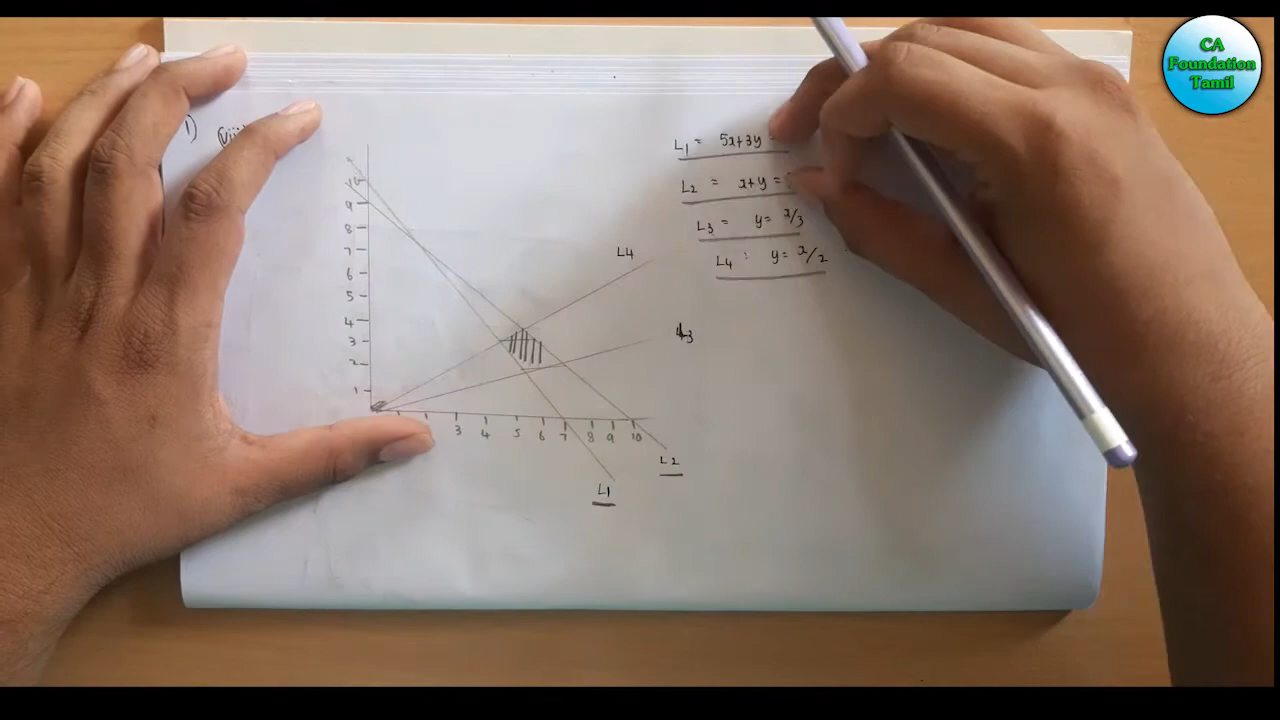 CA
Foundation
Tamil
1)
L1 = 5x+3y =
L2 = x+y =
L3 = y= x/3
L4 : y= x/2
10
9
8
7
6
5
4
3
2
1
3 4 5 6 7 8 9 10
L4
L3
L2
L1